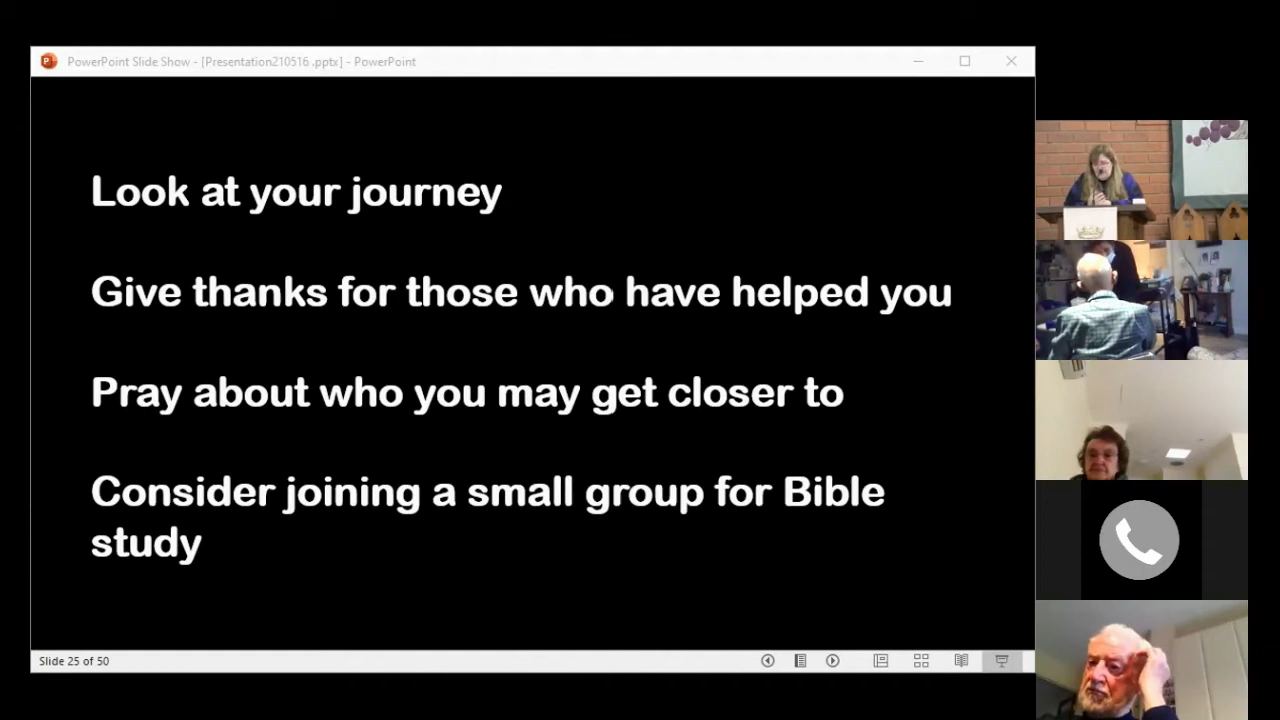 PowerPoint Slide Show - [Presentation210516 .pptx] - PowerPoint
Look at your journey
Give thanks for those who have helped you
Pray about who you may get closer to
Consider joining a small group for Bible
study
Slide 25 of 50